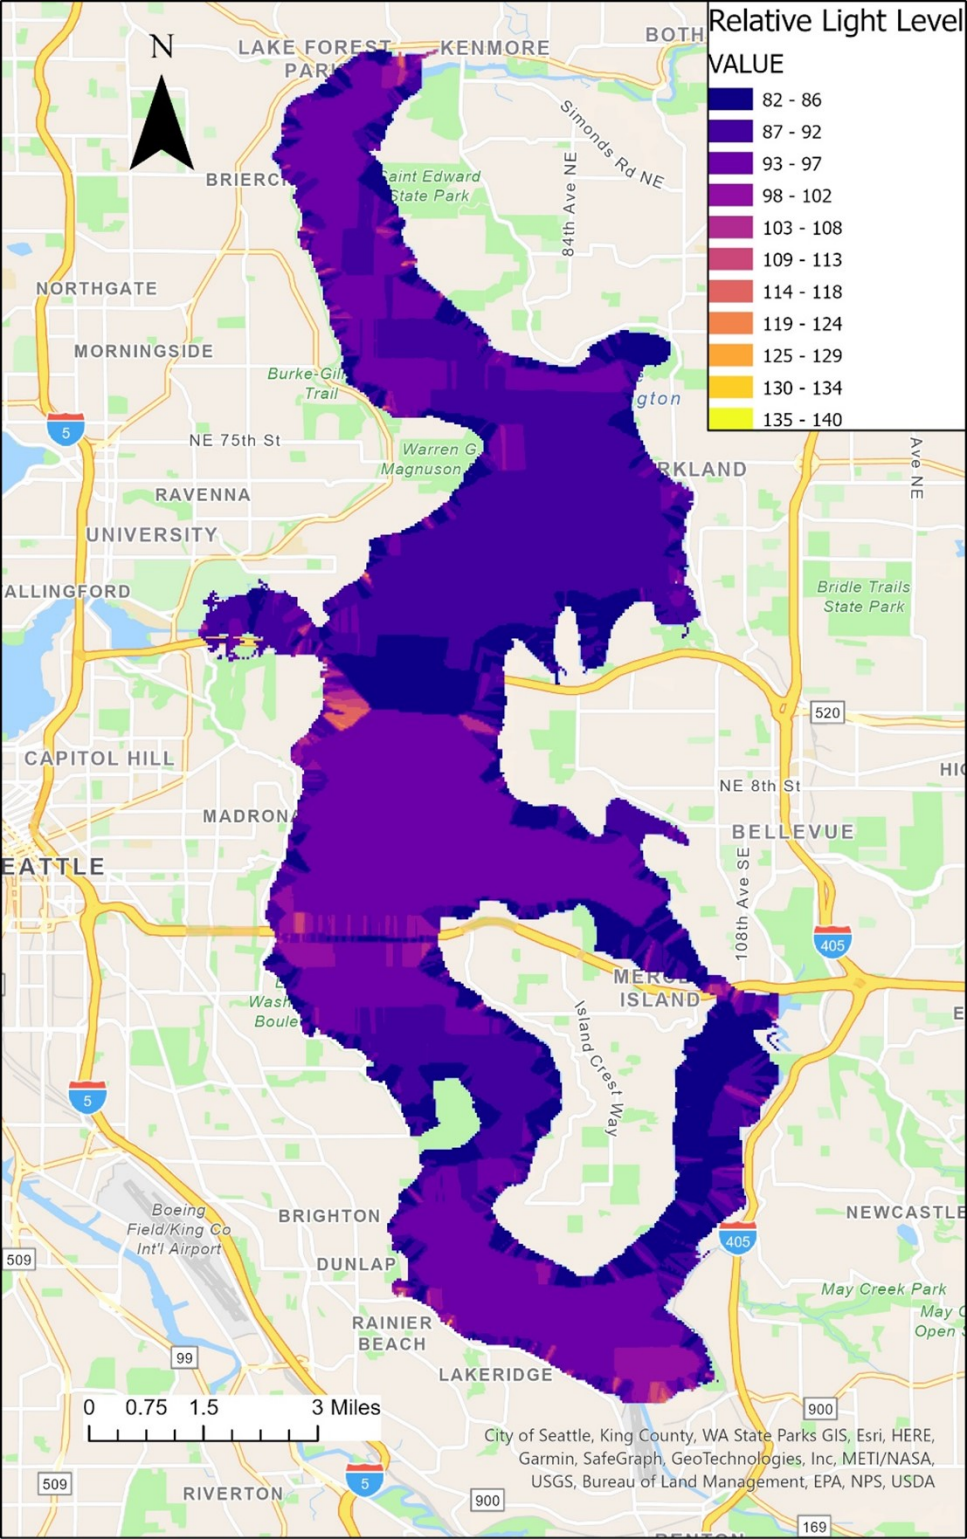 Relative Light Level
VALUE
82 - 86
87 - 92
93 - 97
98 - 102
103 - 108
109 - 113
114 - 118
119 - 124
125 - 129
130 - 134
135 - 140
N
LAKE FOREST
PARK
KENMORE
BOTH
Simonds Rd NE
84th Ave NE
BRIERC
aint Edward
State Park
NORTHGATE
MORNINGSIDE
Burke-Gil
Trail
gton
5
NE 75th St
Warren G
Magnuson
RKLAND
Ave NE
RAVENNA
UNIVERSITY
ALLINGFORD
Bridle Trails
State Park
520
CAPITOL HILL
HIG
NE 8th St
MADRONA
BELLEVUE
EATTLE
108th Ave SE
405
MERCE
ISLAND
Wash
Boule
E
Island Crest Way
5
Boeing
Field/King Co
Int'l Airport
BRIGHTON
NEWCASTLE
405
509
DUNLAP
May Creek Park
May C
Open S
RAINIER
BEACH
99
LAKERIDGE
0 0.75 1.5 3 Miles
900
City of Seattle, King County, WA State Parks GIS, Esri, HERE,
Garmin, SafeGraph, GeoTechnologies, Inc, METI/NASA,
USGS, Bureau of Land Management, EPA, NPS, USDA
509
5
RIVERTON
900
169
RENTON